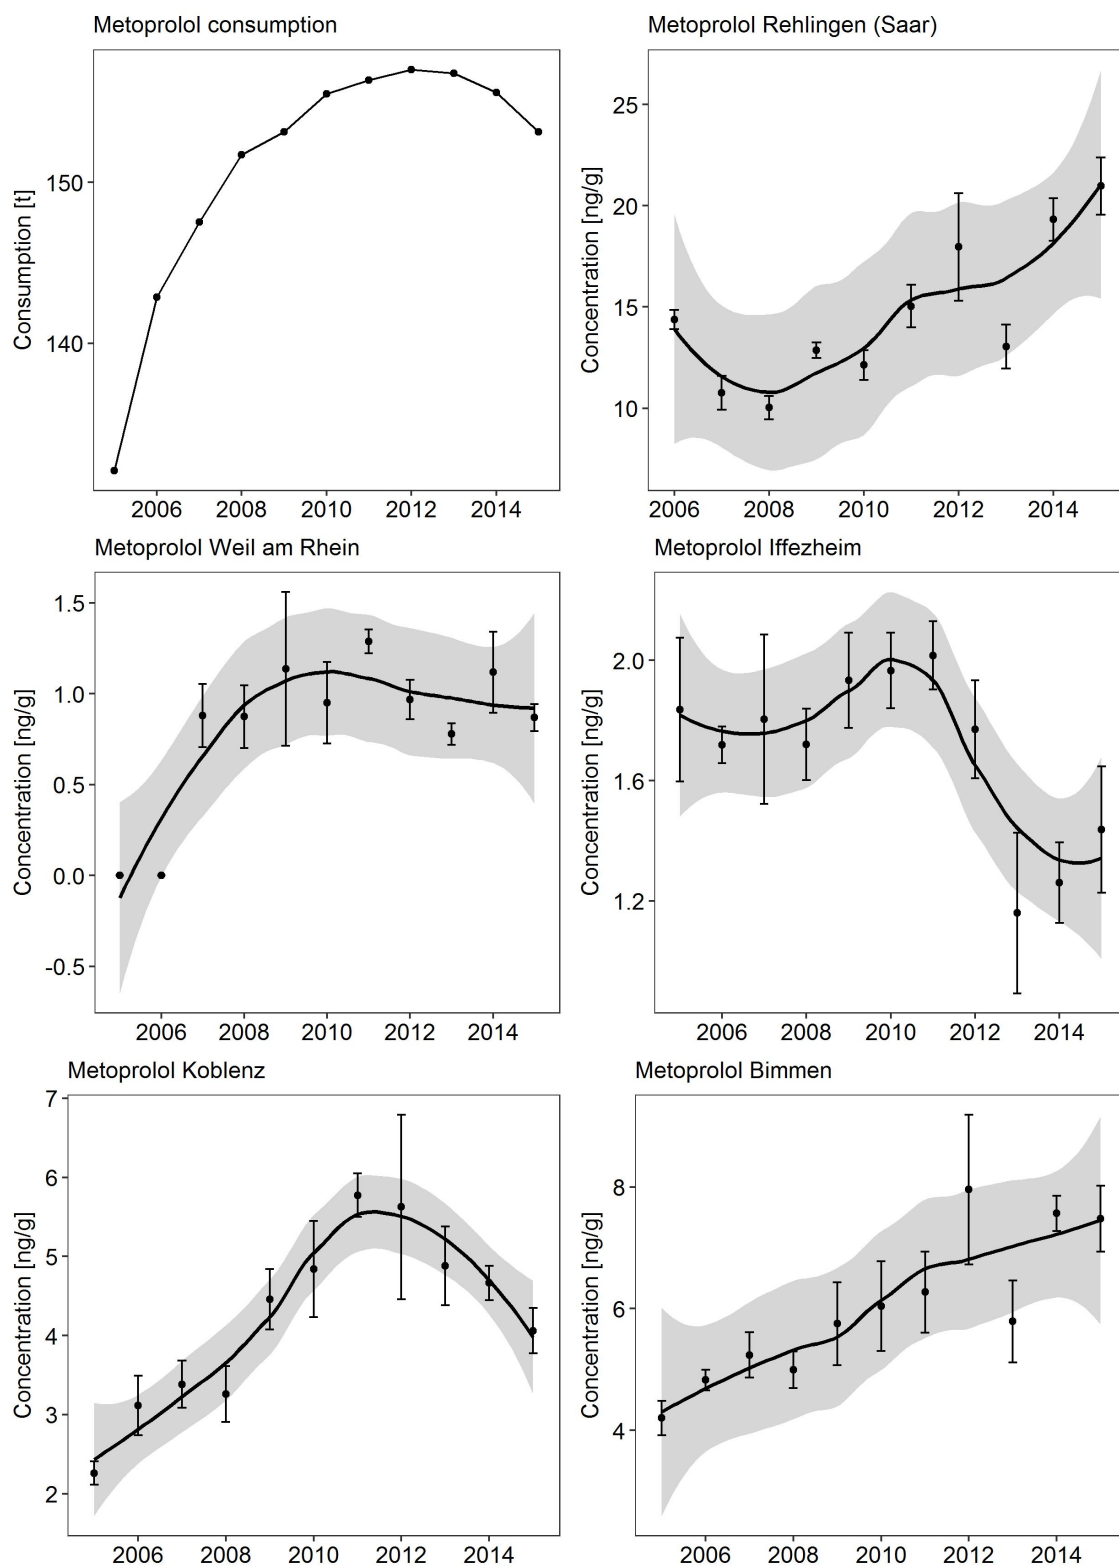 Metoprolol consumption
Consumption [t]
150
140
2006 2008 2010 2012 2014
Metoprolol Rehlingen (Saar)
Concentration [ng/g]
25
20
15
10
2006 2008 2010 2012 2014
Metoprolol Weil am Rhein
Concentration [ng/g]
1.5
1.0
0.5
0.0
-0.5
2006 2008 2010 2012 2014
Metoprolol Iffezheim
Concentration [ng/g]
2.0
1.6
1.2
2006 2008 2010 2012 2014
Metoprolol Koblenz
Concentration [ng/g]
7
6
5
4
3
2
2006 2008 2010 2012 2014
Metoprolol Bimmen
Concentration [ng/g]
8
6
4
2006 2008 2010 2012 2014